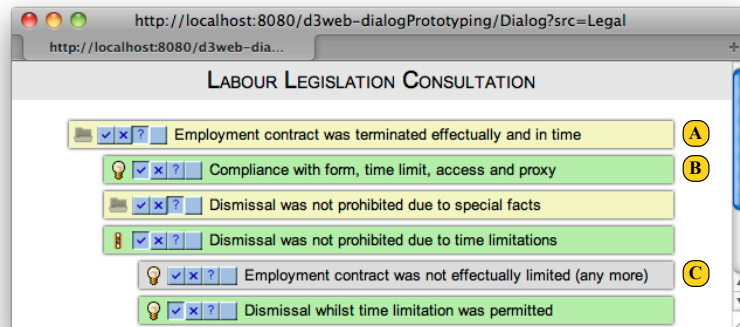 http://localhost:8080/d3web-dialogPrototyping/Dialog?src=Legal
http://localhost:8080/d3web-dia...
LABOUR LEGISLATION CONSULTATION
? Employment contract was terminated effectually and in time A
? Compliance with form, time limit, access and proxy B
? Dismissal was not prohibited due to special facts
? Dismissal was not prohibited due to time limitations
? Employment contract was not effectually limited (any more) C
? Dismissal whilst time limitation was permitted